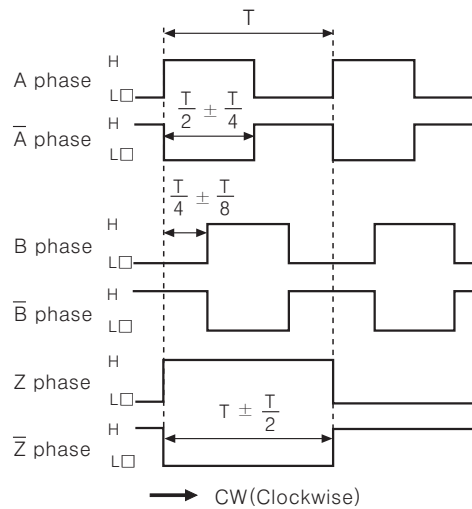 T
H
A phase
L□
T/2 ± T/4
H
A̅ phase
L□
T/4 ± T/8
H
B phase
L□
H
B̅ phase
L□
H
Z phase
L□
T ± T/2
H
Z̅ phase
L□
CW(Clockwise)